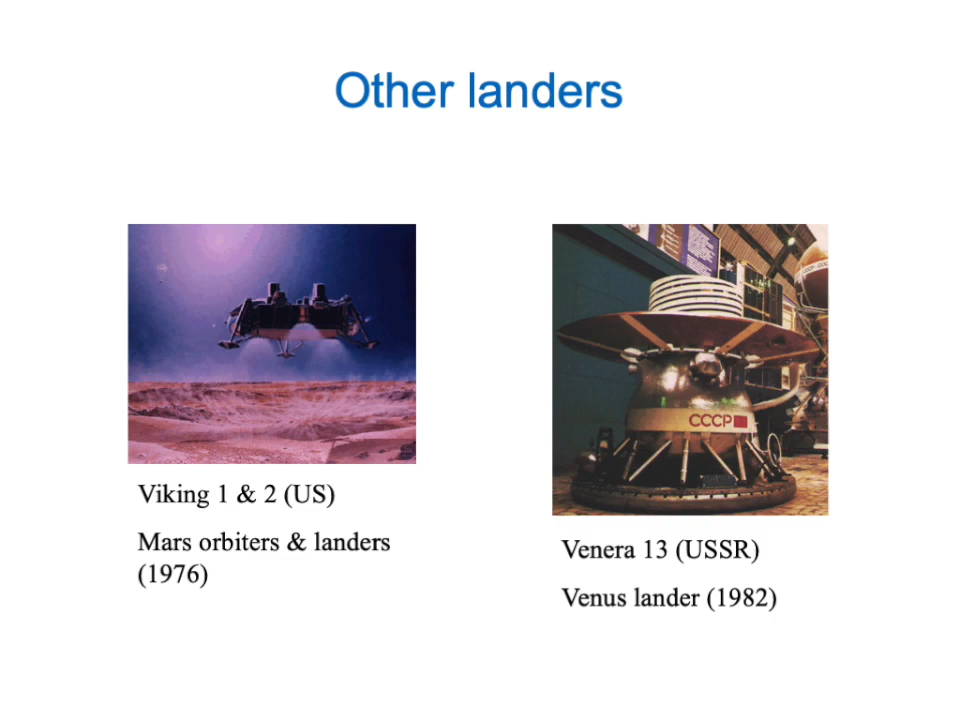 Other landers
CCCP
Viking 1 & 2 (US)
Mars orbiters & landers
(1976)
Venera 13 (USSR)
Venus lander (1982)